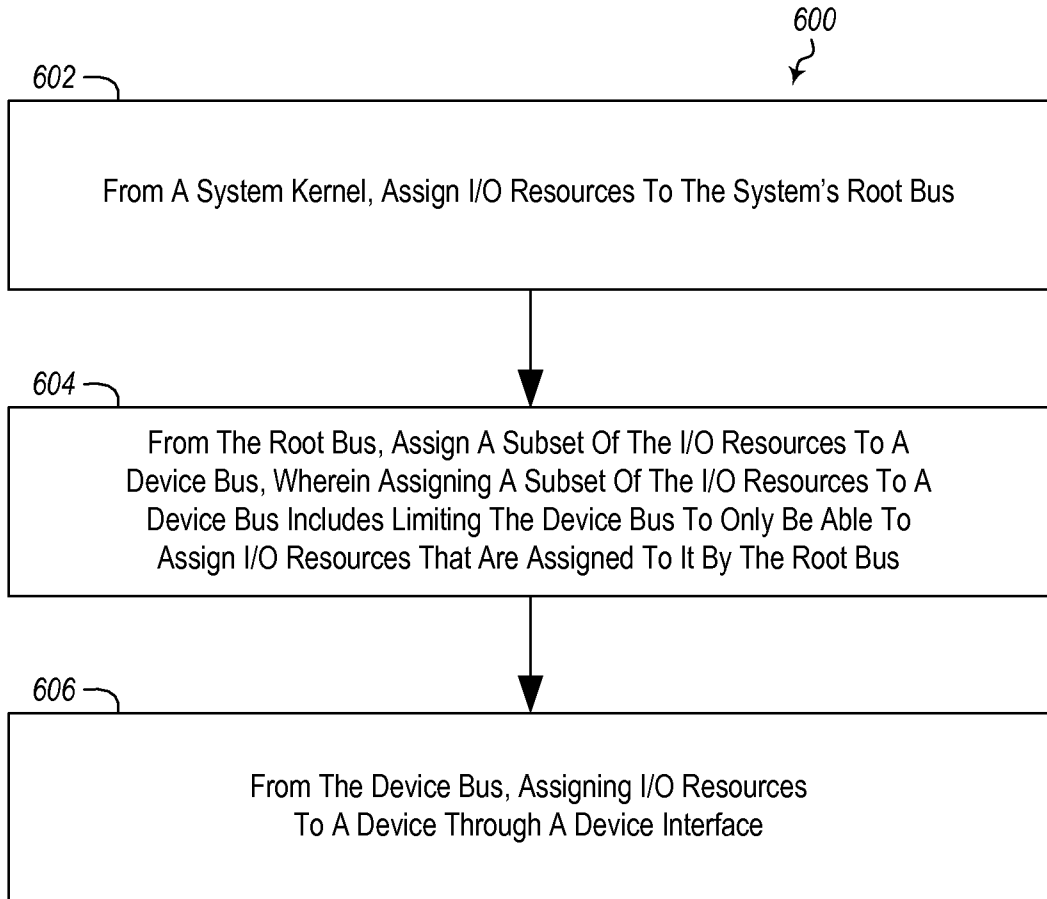 600
602
From A System Kernel, Assign I/O Resources To The System's Root Bus
604
From The Root Bus, Assign A Subset Of The I/O Resources To A
Device Bus, Wherein Assigning A Subset Of The I/O Resources To A
Device Bus Includes Limiting The Device Bus To Only Be Able To
Assign I/O Resources That Are Assigned To It By The Root Bus
606
From The Device Bus, Assigning I/O Resources
To A Device Through A Device Interface